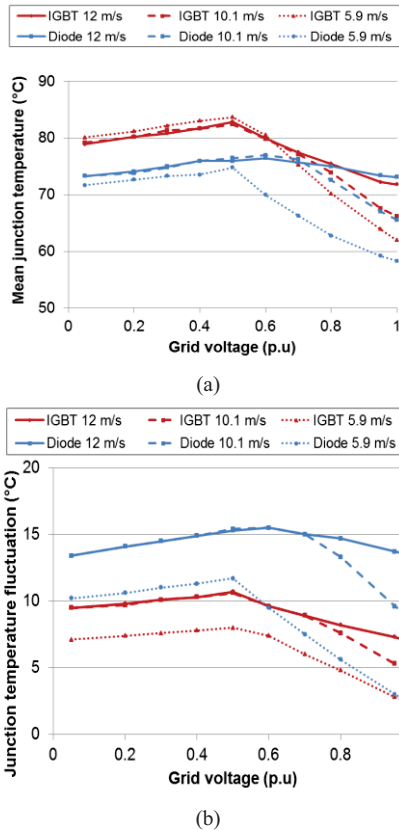 IGBT 12 m/s IGBT 10.1 m/s IGBT 5.9 m/s
Diode 12 m/s Diode 10.1 m/s Diode 5.9 m/s
Mean junction temperature (°C)
90
80
70
60
50
0 0.2 0.4 0.6 0.8 1
Grid voltage (p.u)
(a)
IGBT 12 m/s IGBT 10.1 m/s IGBT 5.9 m/s
Diode 12 m/s Diode 10.1 m/s Diode 5.9 m/s
Junction temperature fluctuation (°C)
20
15
10
5
0
0 0.2 0.4 0.6 0.8
Grid voltage (p.u)
(b)